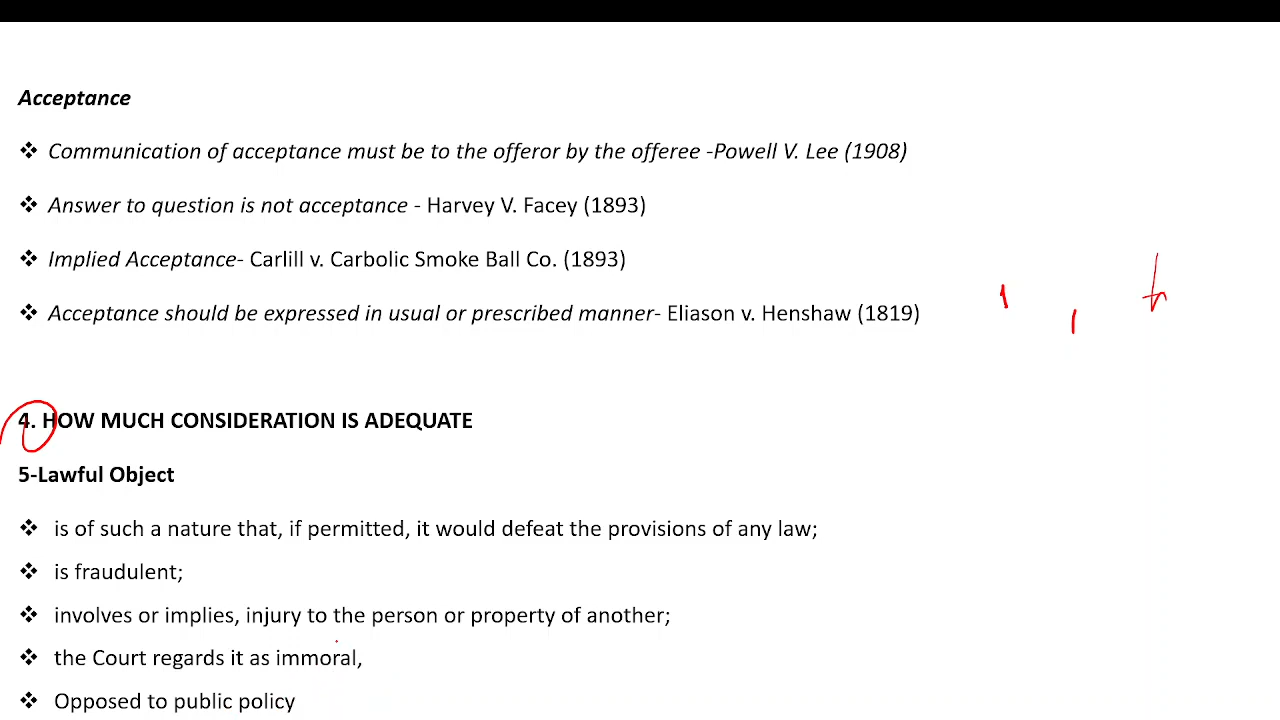 Acceptance
❖ Communication of acceptance must be to the offeror by the offeree -Powell V. Lee (1908)
❖ Answer to question is not acceptance - Harvey V. Facey (1893)
❖ Implied Acceptance- Carlill v. Carbolic Smoke Ball Co. (1893)
❖ Acceptance should be expressed in usual or prescribed manner- Eliason v. Henshaw (1819)
4. HOW MUCH CONSIDERATION IS ADEQUATE
5-Lawful Object
❖ is of such a nature that, if permitted, it would defeat the provisions of any law;
❖ is fraudulent;
❖ involves or implies, injury to the person or property of another;
❖ the Court regards it as immoral,
❖ Opposed to public policy